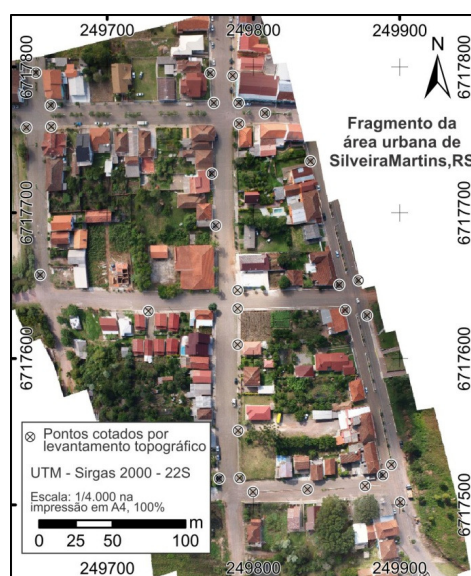 249700 249800 249900
N
6717800
6717800
Fragmento da
área urbana de
SilveiraMartins,RS
6717700
6717700
6717600
6717600
Pontos cotados por
levantamento topográfico
UTM - Sirgas 2000 - 22S
Escala: 1/4.000 na
impressão em A4, 100%
m
0 25 50 100
6717500
249700 249800 249900